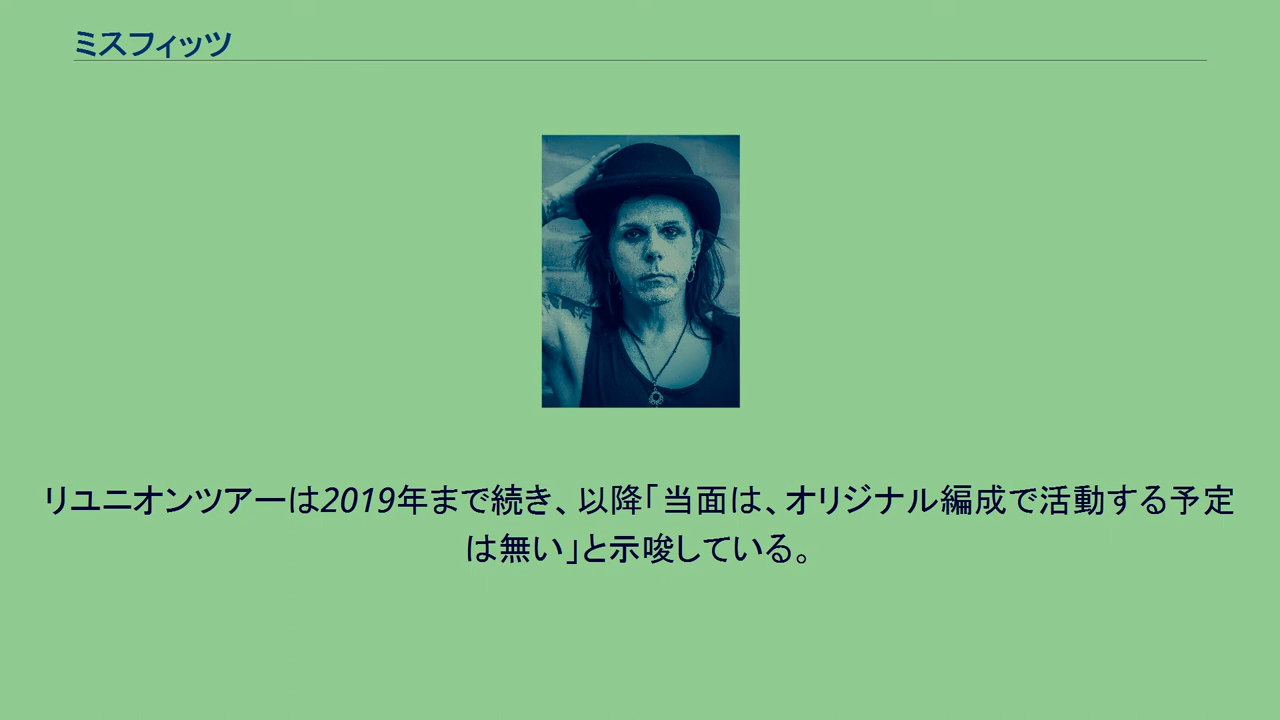 ミスフィッツ
リユニオンツアーは2019年まで続き、以降「当面は、オリジナル編成で活動する予定
は無い」と示唆している。